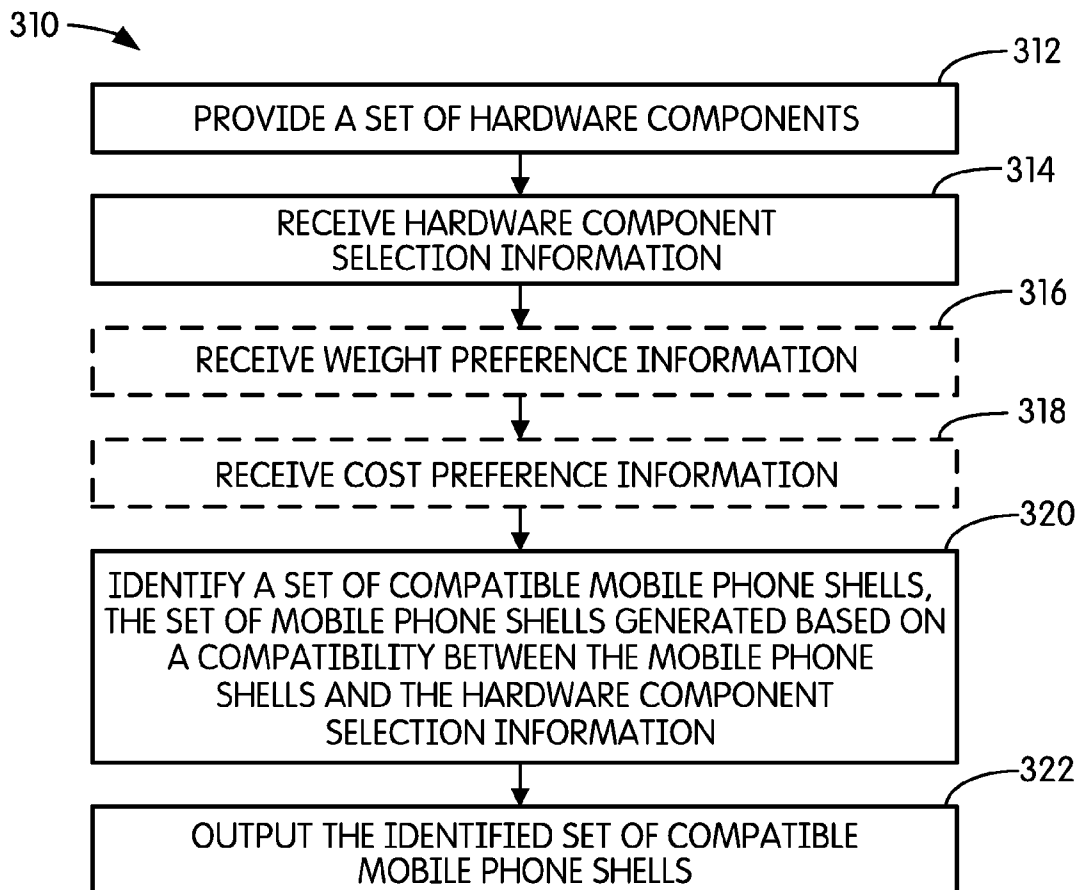 310
312
PROVIDE A SET OF HARDWARE COMPONENTS
314
RECEIVE HARDWARE COMPONENT
SELECTION INFORMATION
316
RECEIVE WEIGHT PREFERENCE INFORMATION
318
RECEIVE COST PREFERENCE INFORMATION
320
IDENTIFY A SET OF COMPATIBLE MOBILE PHONE SHELLS,
THE SET OF MOBILE PHONE SHELLS GENERATED BASED ON
A COMPATIBILITY BETWEEN THE MOBILE PHONE
SHELLS AND THE HARDWARE COMPONENT
SELECTION INFORMATION
322
OUTPUT THE IDENTIFIED SET OF COMPATIBLE
MOBILE PHONE SHELLS